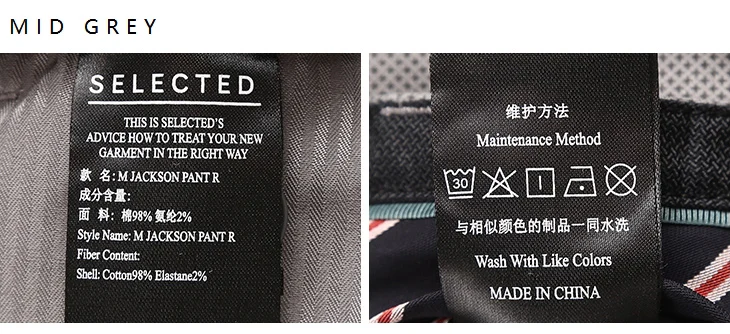 MID GREY
SELECTED
THIS IS SELECTED'S
ADVICE HOW TO TREAT YOUR NEW
GARMENT IN THE RIGHT WAY
款 名: M JACKSON PANT R
成分含量:
面 料: 棉98% 氨纶2%
Style Name: M JACKSON PANT R
Fiber Content:
Shell: Cotton98% Elastane2%
维护方法
Maintenance Method
30
与相似颜色的制品一同水洗
Wash With Like Colors
MADE IN CHINA